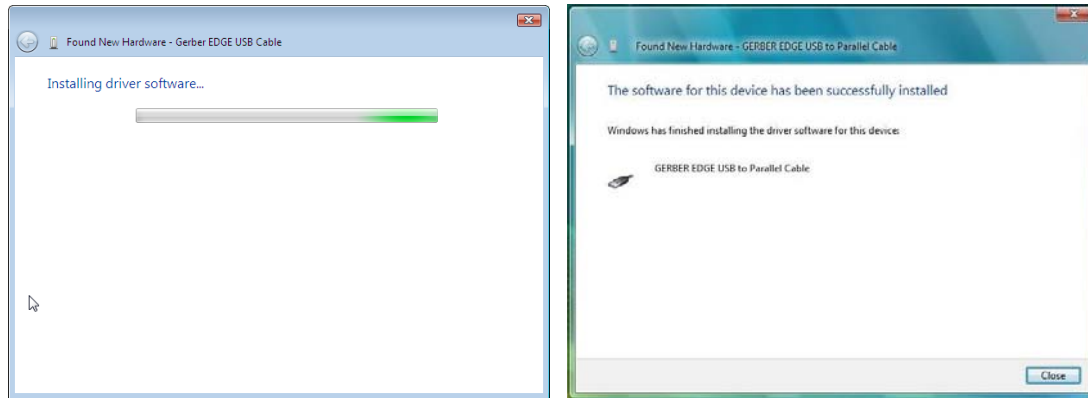 Found New Hardware - Gerber EDGE USB Cable
Installing driver software...
Found New Hardware - GERBER EDGE USB to Parallel Cable
The software for this device has been successfully installed
Windows has finished installing the driver software for this device:
GERBER EDGE USB to Parallel Cable
Close